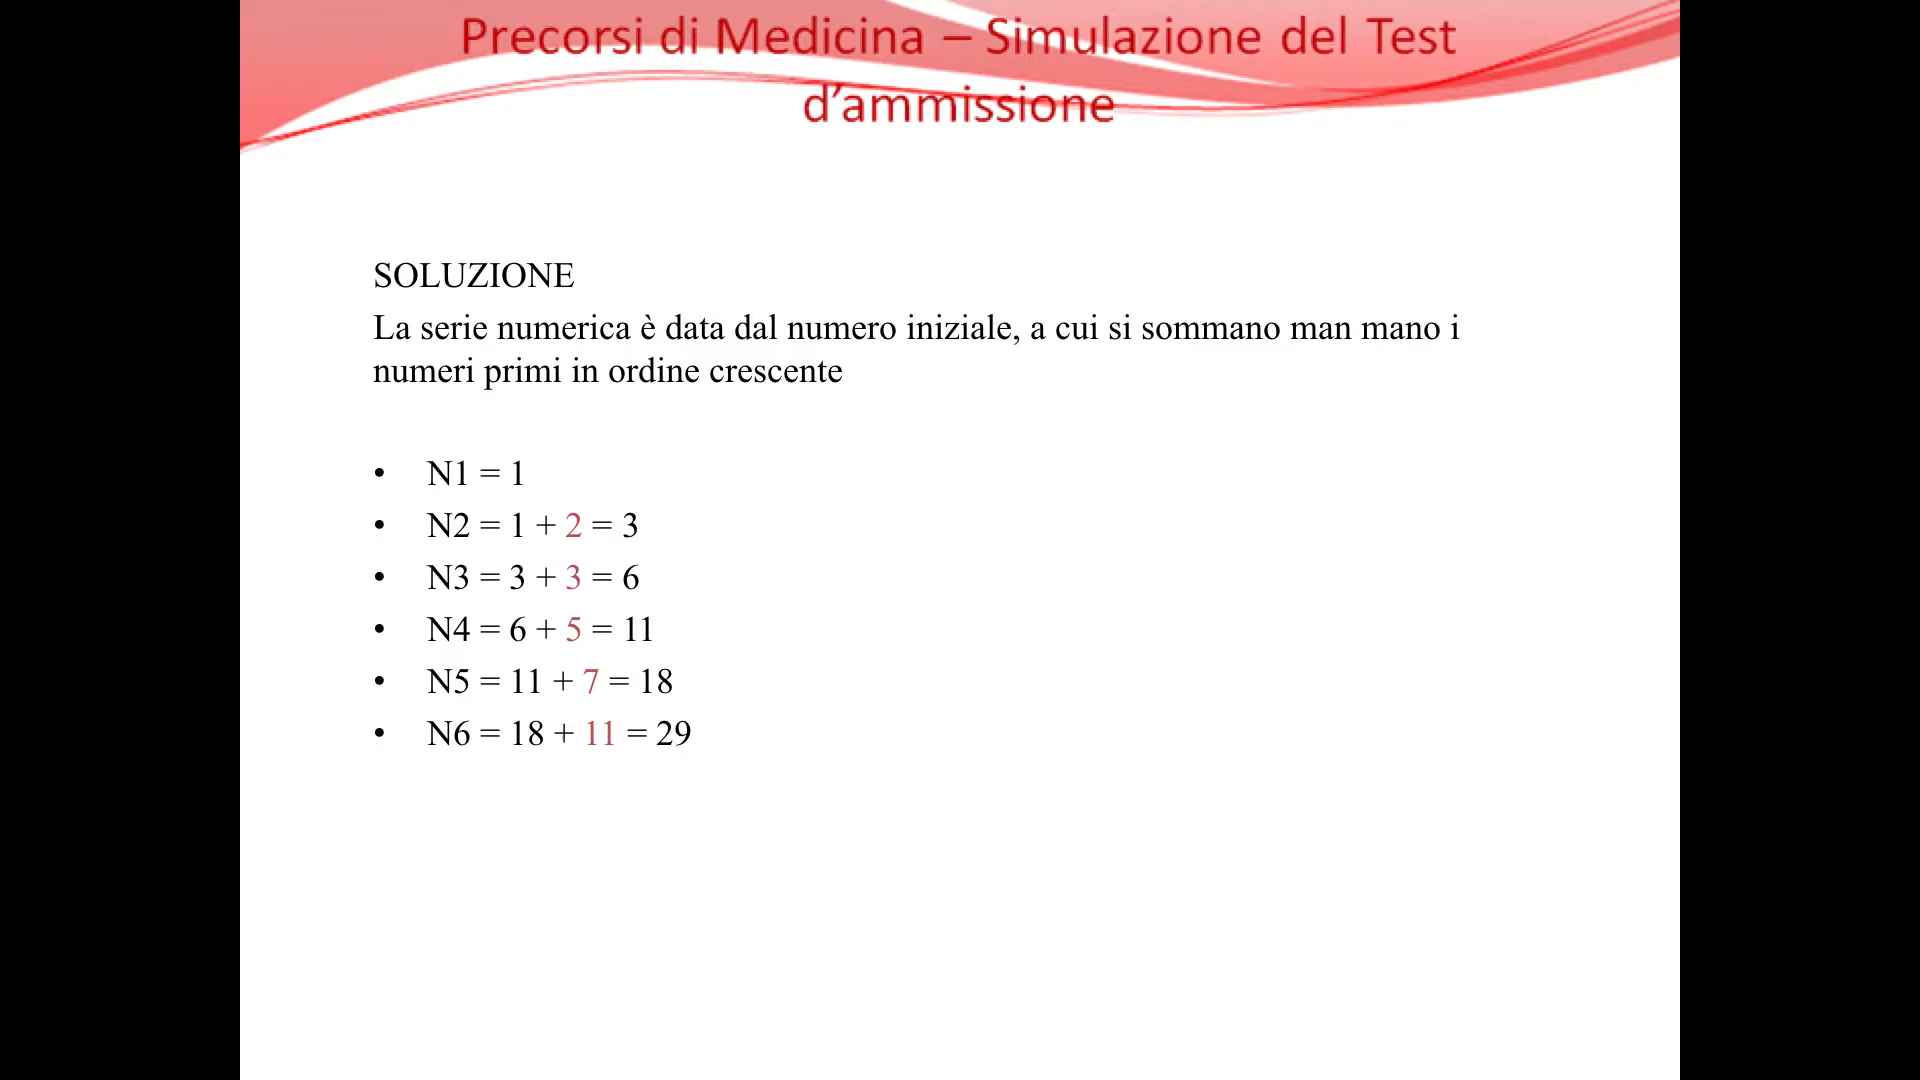 Precorsi di Medicina – Simulazione del Test
d’ammissione
SOLUZIONE
La serie numerica è data dal numero iniziale, a cui si sommano man mano i
numeri primi in ordine crescente
• N1 = 1
• N2 = 1 + 2 = 3
• N3 = 3 + 3 = 6
• N4 = 6 + 5 = 11
• N5 = 11 + 7 = 18
• N6 = 18 + 11 = 29